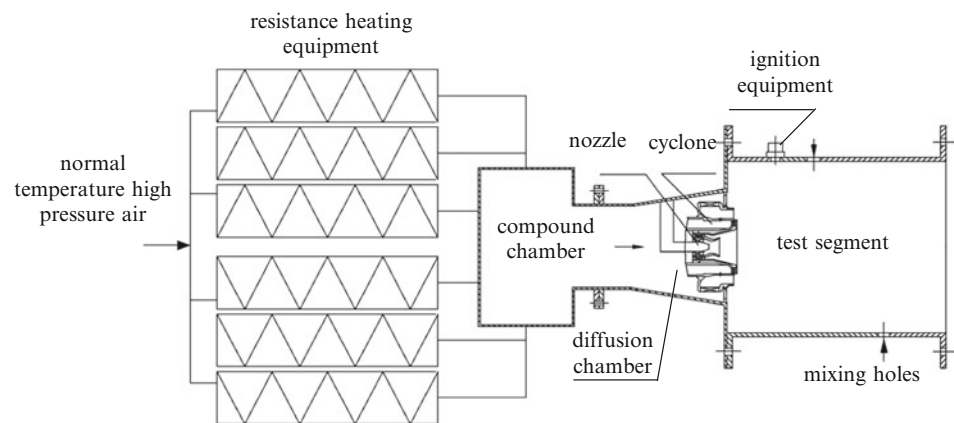 resistance heating
equipment
ignition
equipment
nozzle
cyclone
normal
temperature high
pressure air
compound
chamber
test segment
diffusion
chamber
mixing holes